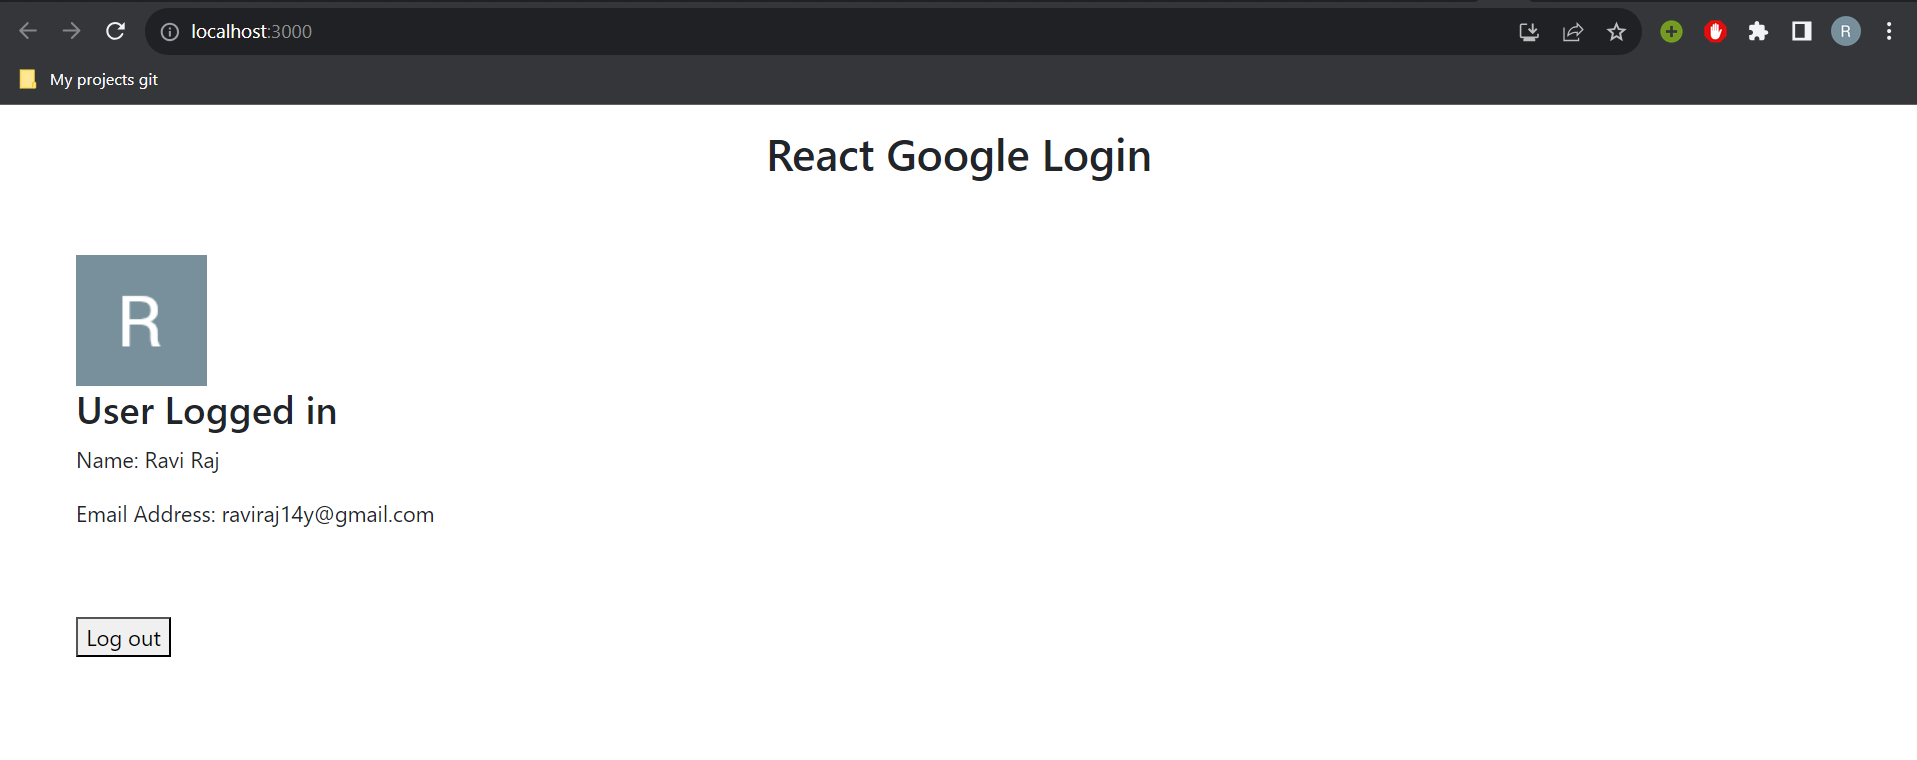 localhost:3000
R
My projects git
React Google Login
R
User Logged in
Name: Ravi Raj
Email Address: raviraj14y@gmail.com
Log out